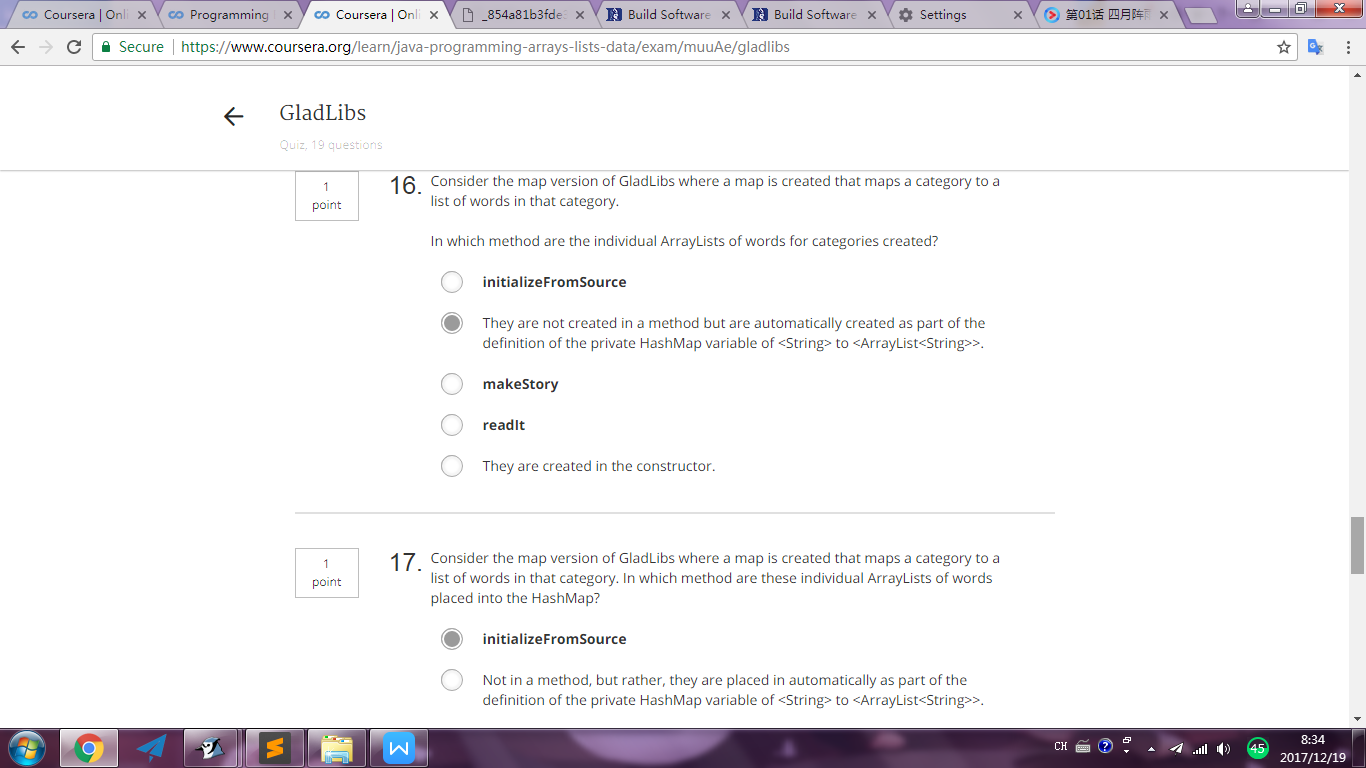 Coursera | Onli
Programming
Coursera | Onli
_854a81b3fde
Build Software
Build Software
Settings
第01话 四月阵
Secure
https://www.coursera.org/learn/java-programming-arrays-lists-data/exam/muuAe/gladlibs
GladLibs
Quiz, 19 questions
1
point
16.
Consider the map version of GladLibs where a map is created that maps a category to a
list of words in that category.
In which method are the individual ArrayLists of words for categories created?
initializeFromSource
They are not created in a method but are automatically created as part of the
definition of the private HashMap variable of <String> to <ArrayList<String>>.
makeStory
readIt
They are created in the constructor.
1
point
17.
Consider the map version of GladLibs where a map is created that maps a category to a
list of words in that category. In which method are these individual ArrayLists of words
placed into the HashMap?
initializeFromSource
Not in a method, but rather, they are placed in automatically as part of the
definition of the private HashMap variable of <String> to <ArrayList<String>>.
CH
45
8:34
2017/12/19